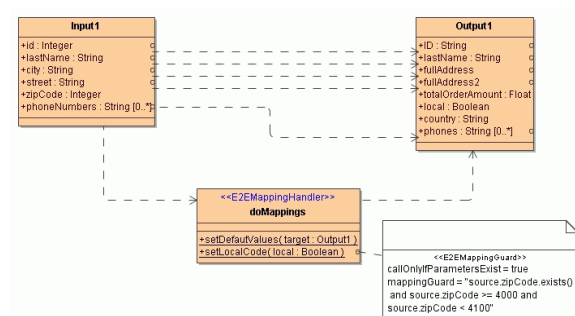 Input1
+id : Integer
+lastName : String
+city : String
+street : String
+zipCode : Integer
+phoneNumbers : String [0..*]
Output1
+ID : String
+lastName : String
+fullAddress
+fullAddress2
+totalOrderAmount : Float
+local : Boolean
+country : String
+phones : String [0..*]
<<E2EMappingHandler>>
doMappings
+setDefautValues( target : Output1 )
+setLocalCode( local : Boolean )
<<E2EMappingGuard>>
callOnlyIfParametersExist = true
mappingGuard = "source.zipCode.exists()
and source.zipCode >= 4000 and
source.zipCode < 4100"